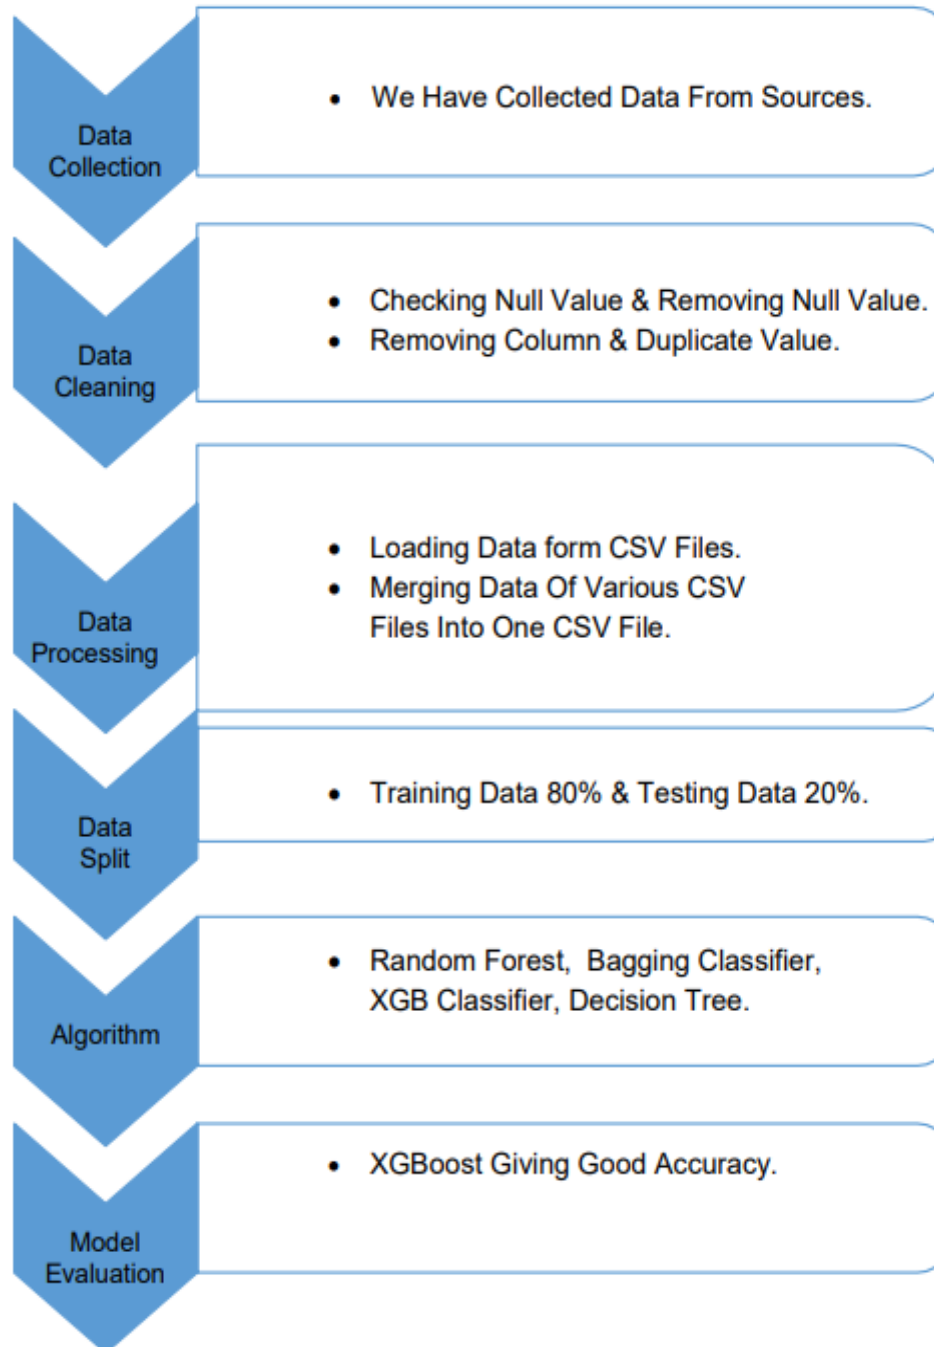 Data
Collection
• We Have Collected Data From Sources.
Data
Cleaning
• Checking Null Value & Removing Null Value.
• Removing Column & Duplicate Value.
Data
Processing
• Loading Data form CSV Files.
• Merging Data Of Various CSV
Files Into One CSV File.
Data
Split
• Training Data 80% & Testing Data 20%.
Algorithm
• Random Forest, Bagging Classifier,
XGB Classifier, Decision Tree.
Model
Evaluation
• XGBoost Giving Good Accuracy.